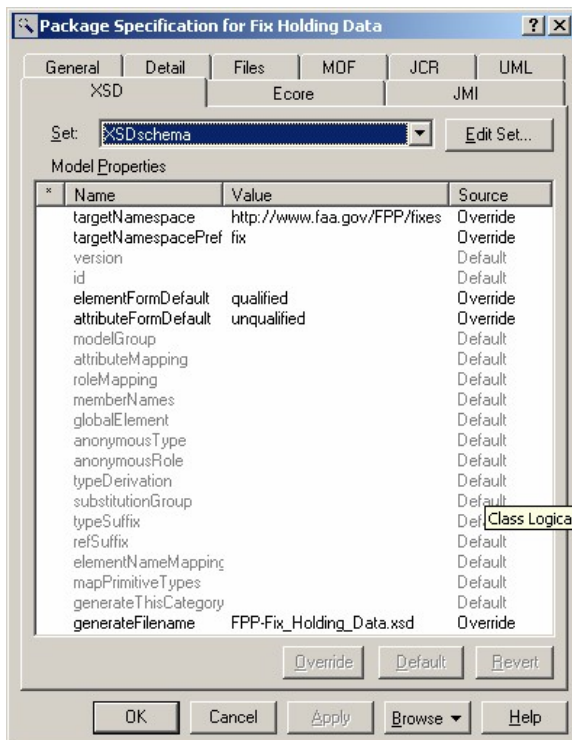 Package Specification for Fix Holding Data
General Detail Files MOF JCR UML
XSD Ecore JMI
Set: XSDschema Edit Set...
Model Properties
* Name Value Source
targetNamespace http://www.faa.gov/FPP/fixes Override
targetNamespacePref fix Override
version Default
id Default
elementFormDefault qualified Override
attributeFormDefault unqualified Override
modelGroup Default
attributeMapping Default
roleMapping Default
memberNames Default
globalElement Default
anonymousType Default
anonymousRole Default
typeDerivation Default
substitutionGroup Default
typeSuffix Def Class Logica
refSuffix Default
elementNameMapping Default
mapPrimitiveTypes Default
generateThisCategory Default
generateFilename FPP-Fix_Holding_Data.xsd Override
Override Default Revert
OK Cancel Apply Browse Help